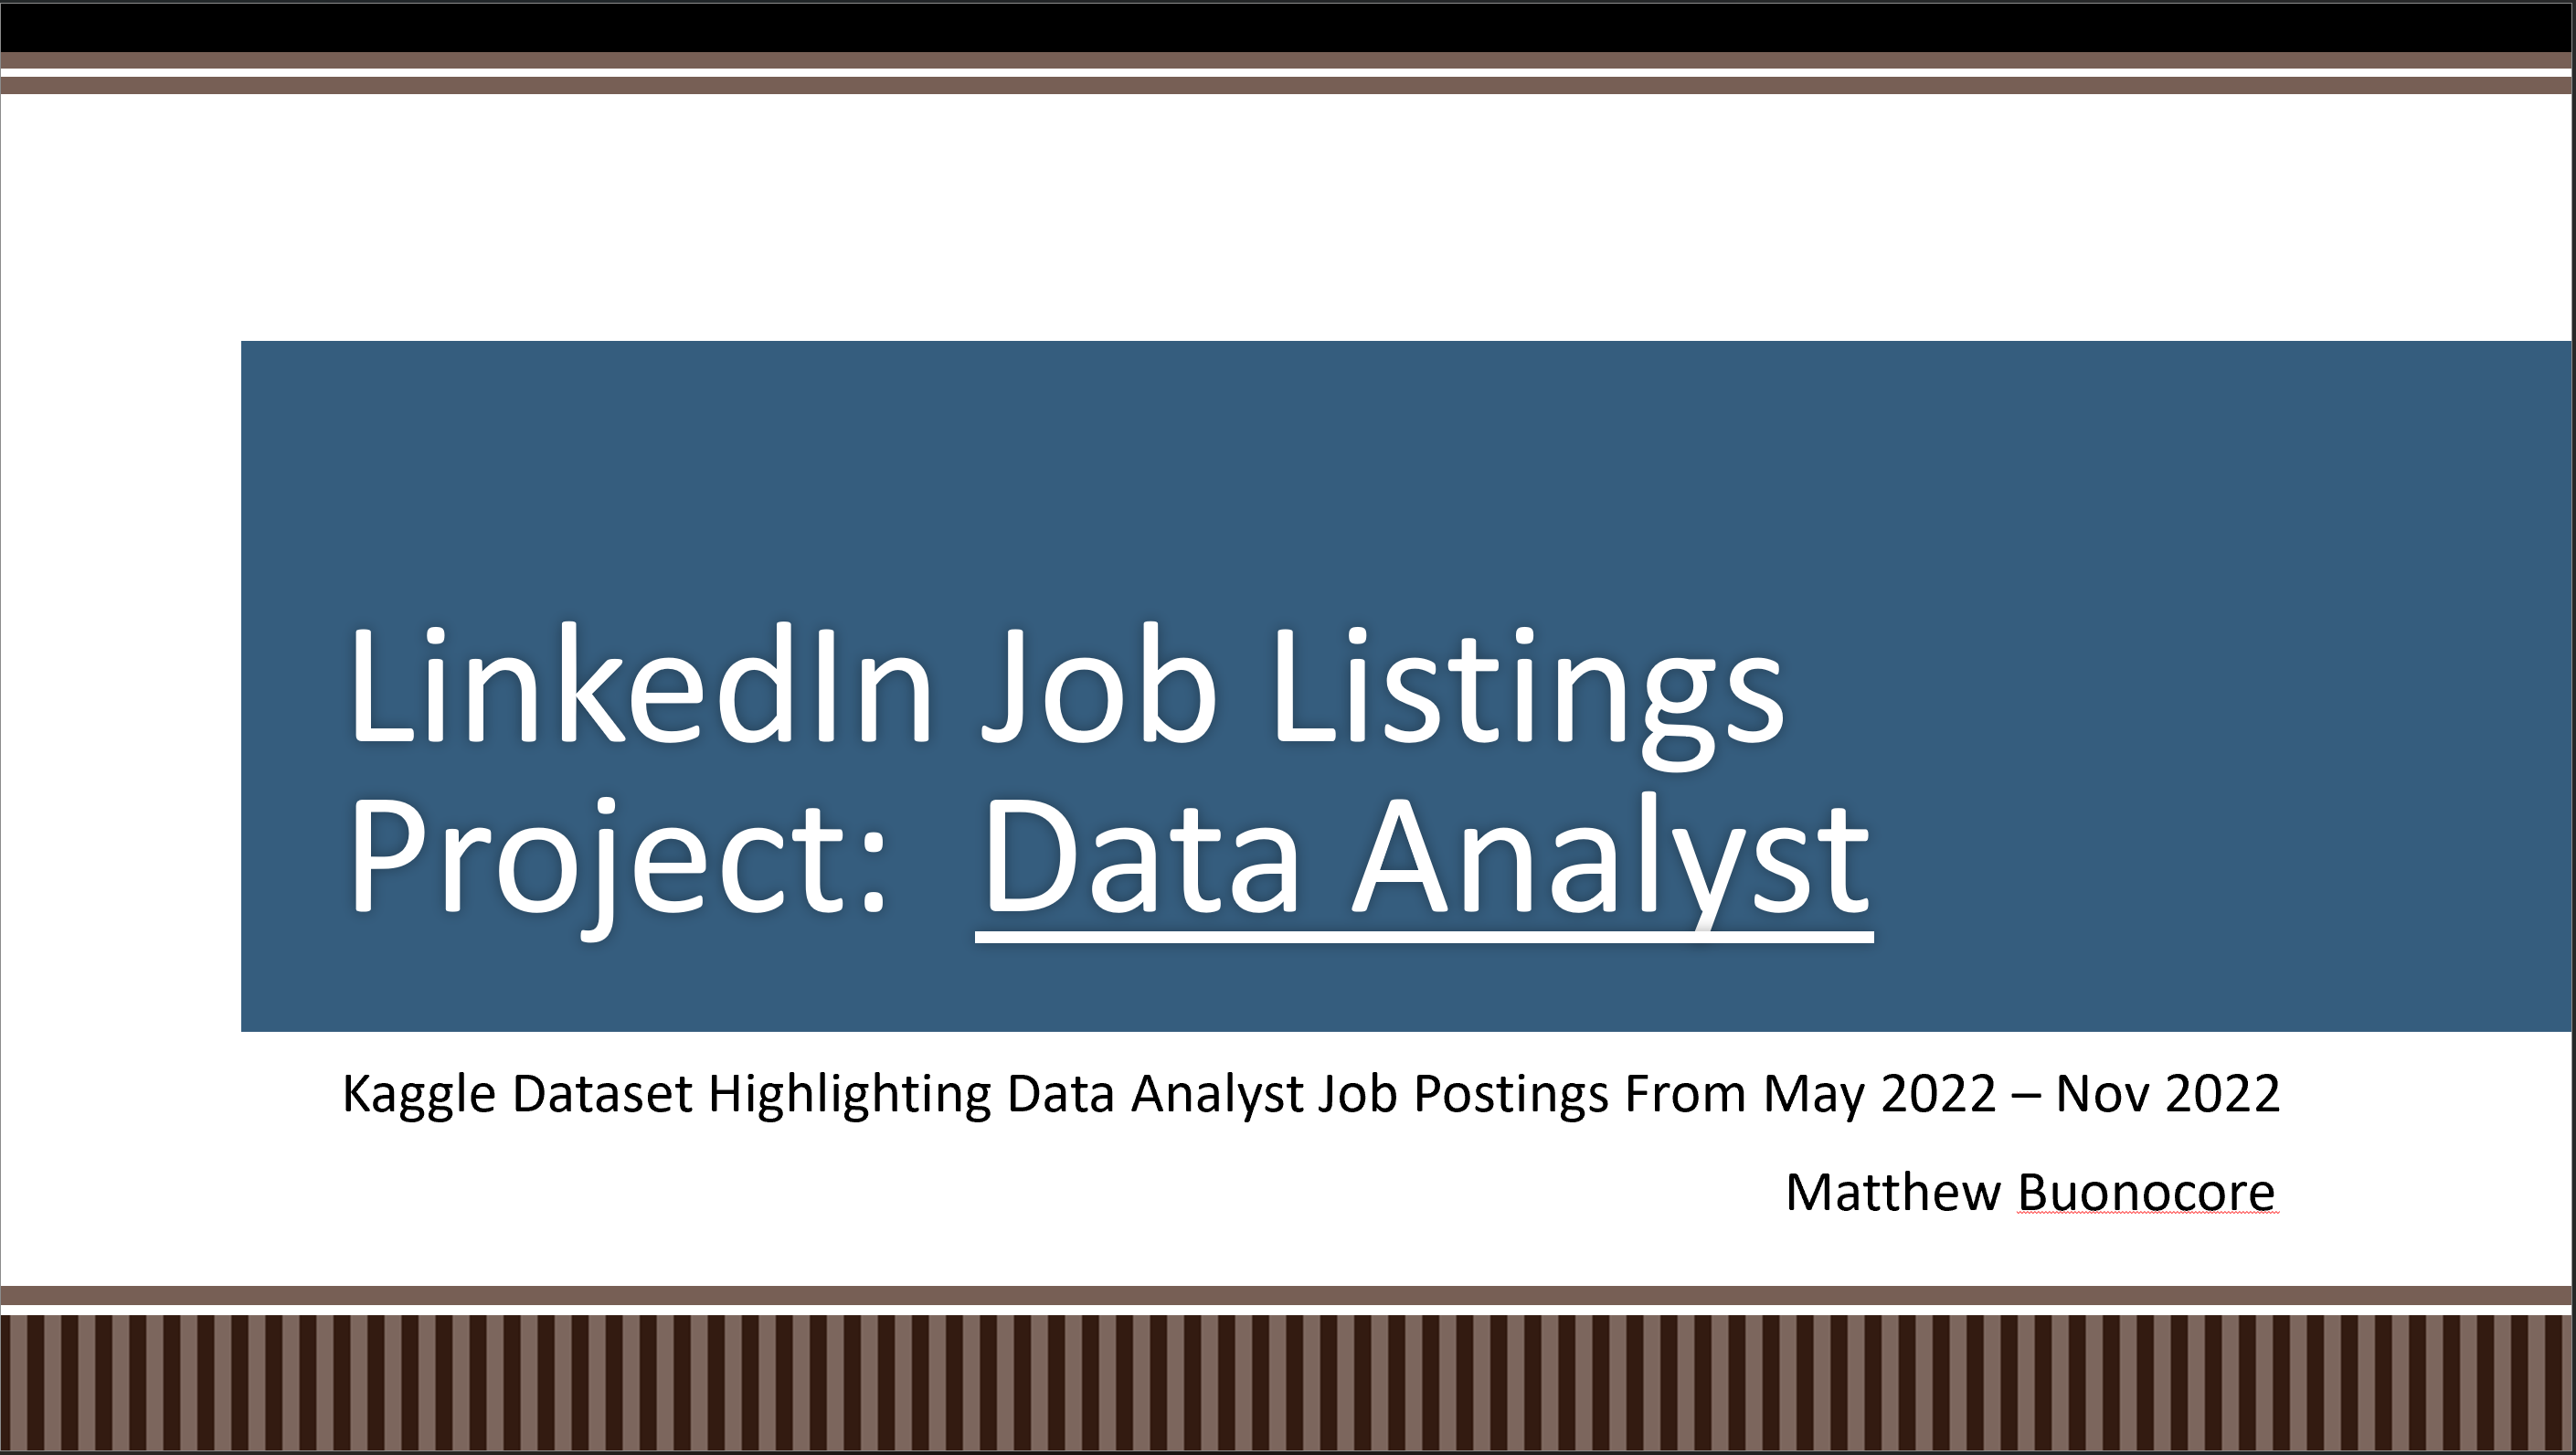 LinkedIn Job Listings
Project: Data Analyst
Kaggle Dataset Highlighting Data Analyst Job Postings From May 2022 – Nov 2022
Matthew Buonocore